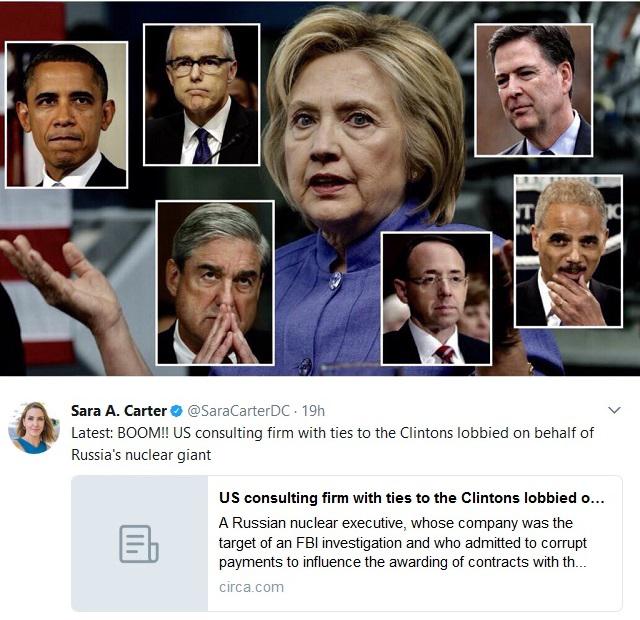 Sara A. Carter @SaraCarterDC · 19h
Latest: BOOM!! US consulting firm with ties to the Clintons lobbied on behalf of
Russia's nuclear giant
US consulting firm with ties to the Clintons lobbied o...
A Russian nuclear executive, whose company was the
target of an FBI investigation and who admitted to corrupt
payments to influence the awarding of contracts with th...
circa.com